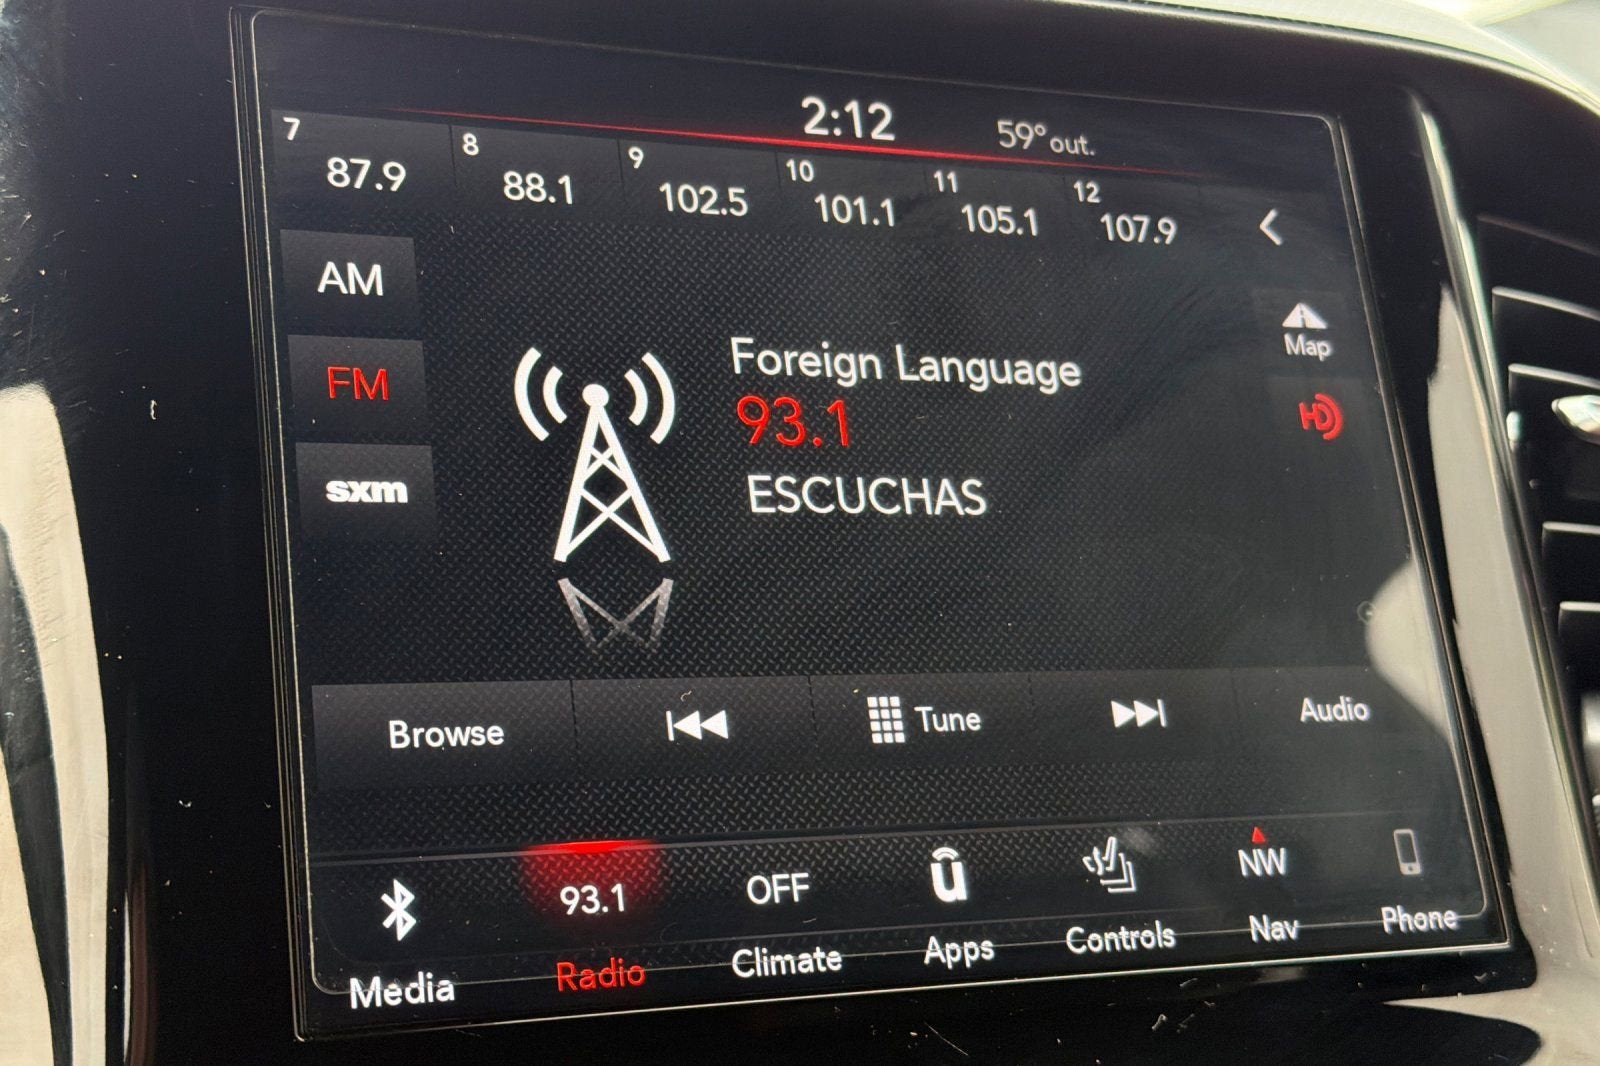 2:12
59° out.
7 87.9
8 88.1
9 102.5
10 101.1
11 105.1
12 107.9
AM
FM
sxm
Foreign Language
93.1
ESCUCHAS
Map
HD
Browse
Tune
Audio
93.1
OFF
u
NW
Media
Radio
Climate
Apps
Controls
Nav
Phone